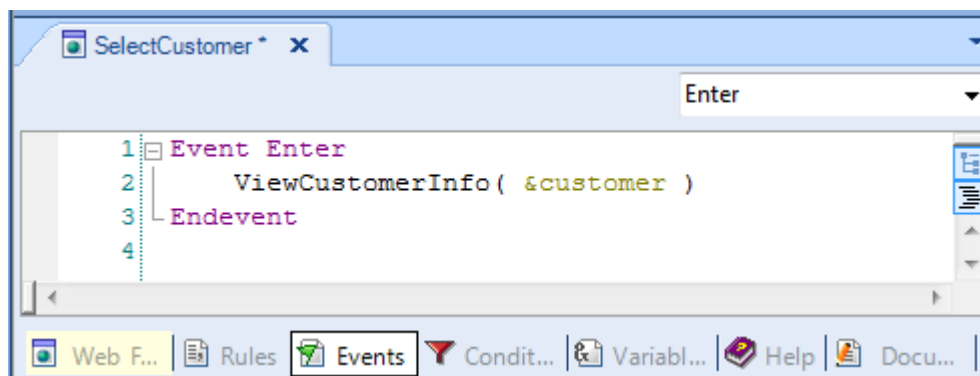 SelectCustomer *
Enter
1 Event Enter
2 ViewCustomerInfo( &customer )
3 Endevent
4
Web F... Rules Events Condit... Variabl... Help Docu...